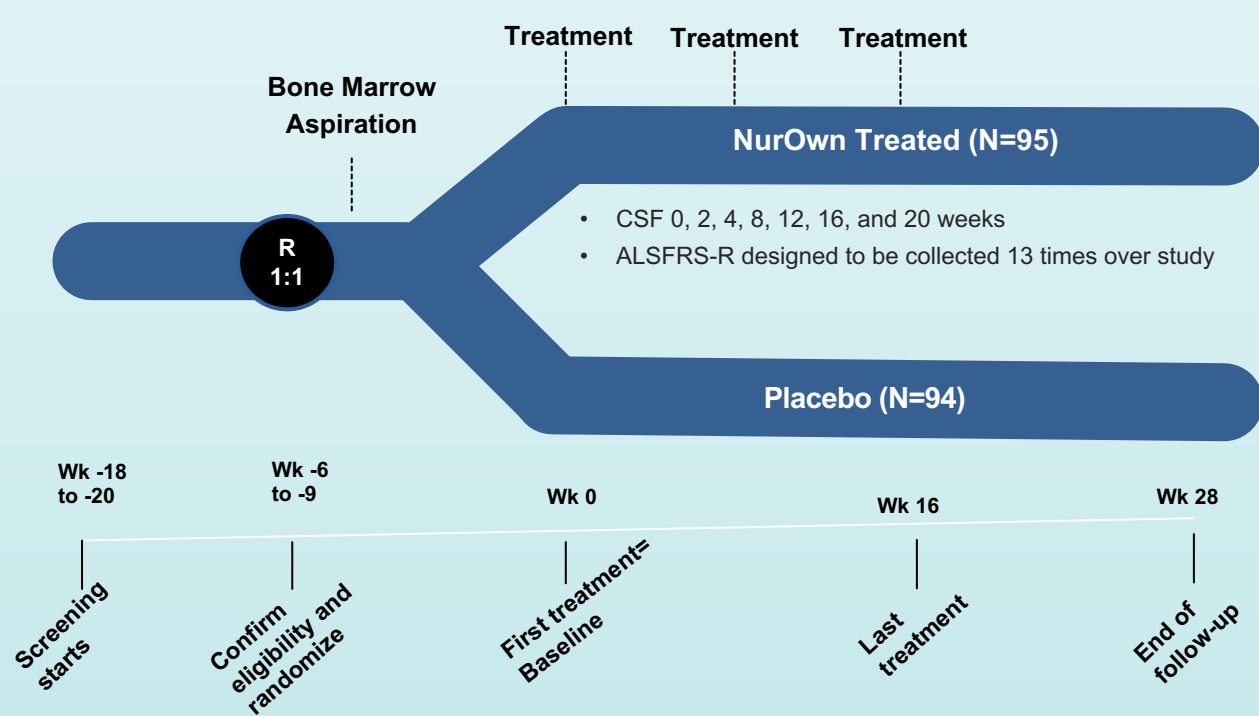 Treatment
Treatment
Treatment
Bone Marrow
Aspiration
NurOwn Treated (N=95)
• CSF 0, 2, 4, 8, 12, 16, and 20 weeks
• ALSFRS-R designed to be collected 13 times over study
R
1:1
Placebo (N=94)
Wk -18
to -20
Wk -6
to -9
Wk 0
Wk 16
Wk 28
Screening
starts
Confirm
eligibility and
randomize
First treatment=
Baseline
Last
treatment
End of
follow-up